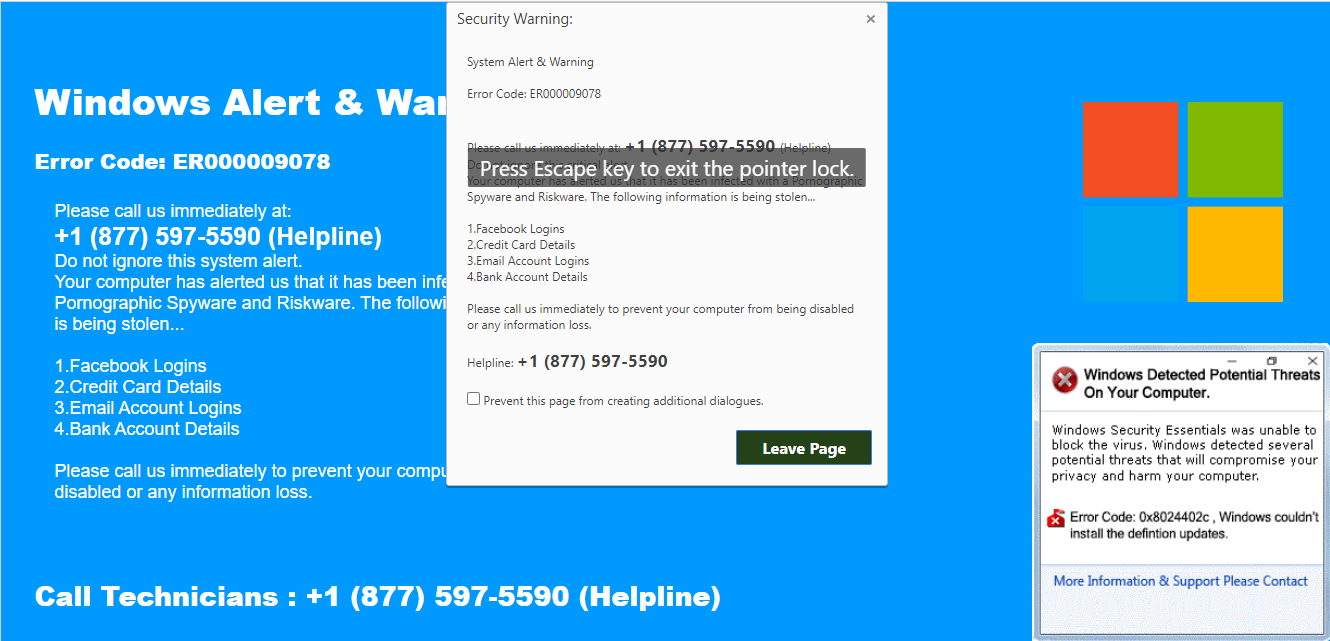 Security Warning:
System Alert & Warning
Error Code: ER000009078
Please call us immediately at: +1 (877) 597-5590 (Helpline)
Press Escape key to exit the pointer lock.
Your computer has alerted us that it has been infected with a Pornographic
Spyware and Riskware. The following information is being stolen...
1.Facebook Logins
2.Credit Card Details
3.Email Account Logins
4.Bank Account Details
Please call us immediately to prevent your computer from being disabled
or any information loss.
Helpline: +1 (877) 597-5590
Prevent this page from creating additional dialogues.
Leave Page
Windows Alert & War
Error Code: ER000009078
Please call us immediately at:
+1 (877) 597-5590 (Helpline)
Do not ignore this system alert.
Your computer has alerted us that it has been infe
Pornographic Spyware and Riskware. The followi
is being stolen...
1.Facebook Logins
2.Credit Card Details
3.Email Account Logins
4.Bank Account Details
Please call us immediately to prevent your compu
disabled or any information loss.
Call Technicians : +1 (877) 597-5590 (Helpline)
Windows Detected Potential Threats
On Your Computer.
Windows Security Essentials was unable to
block the virus. Windows detected several
potential threats that will compromise your
privacy and harm your computer.
Error Code: 0x8024402c , Windows couldn't
install the defintion updates.
More Information & Support Please Contact